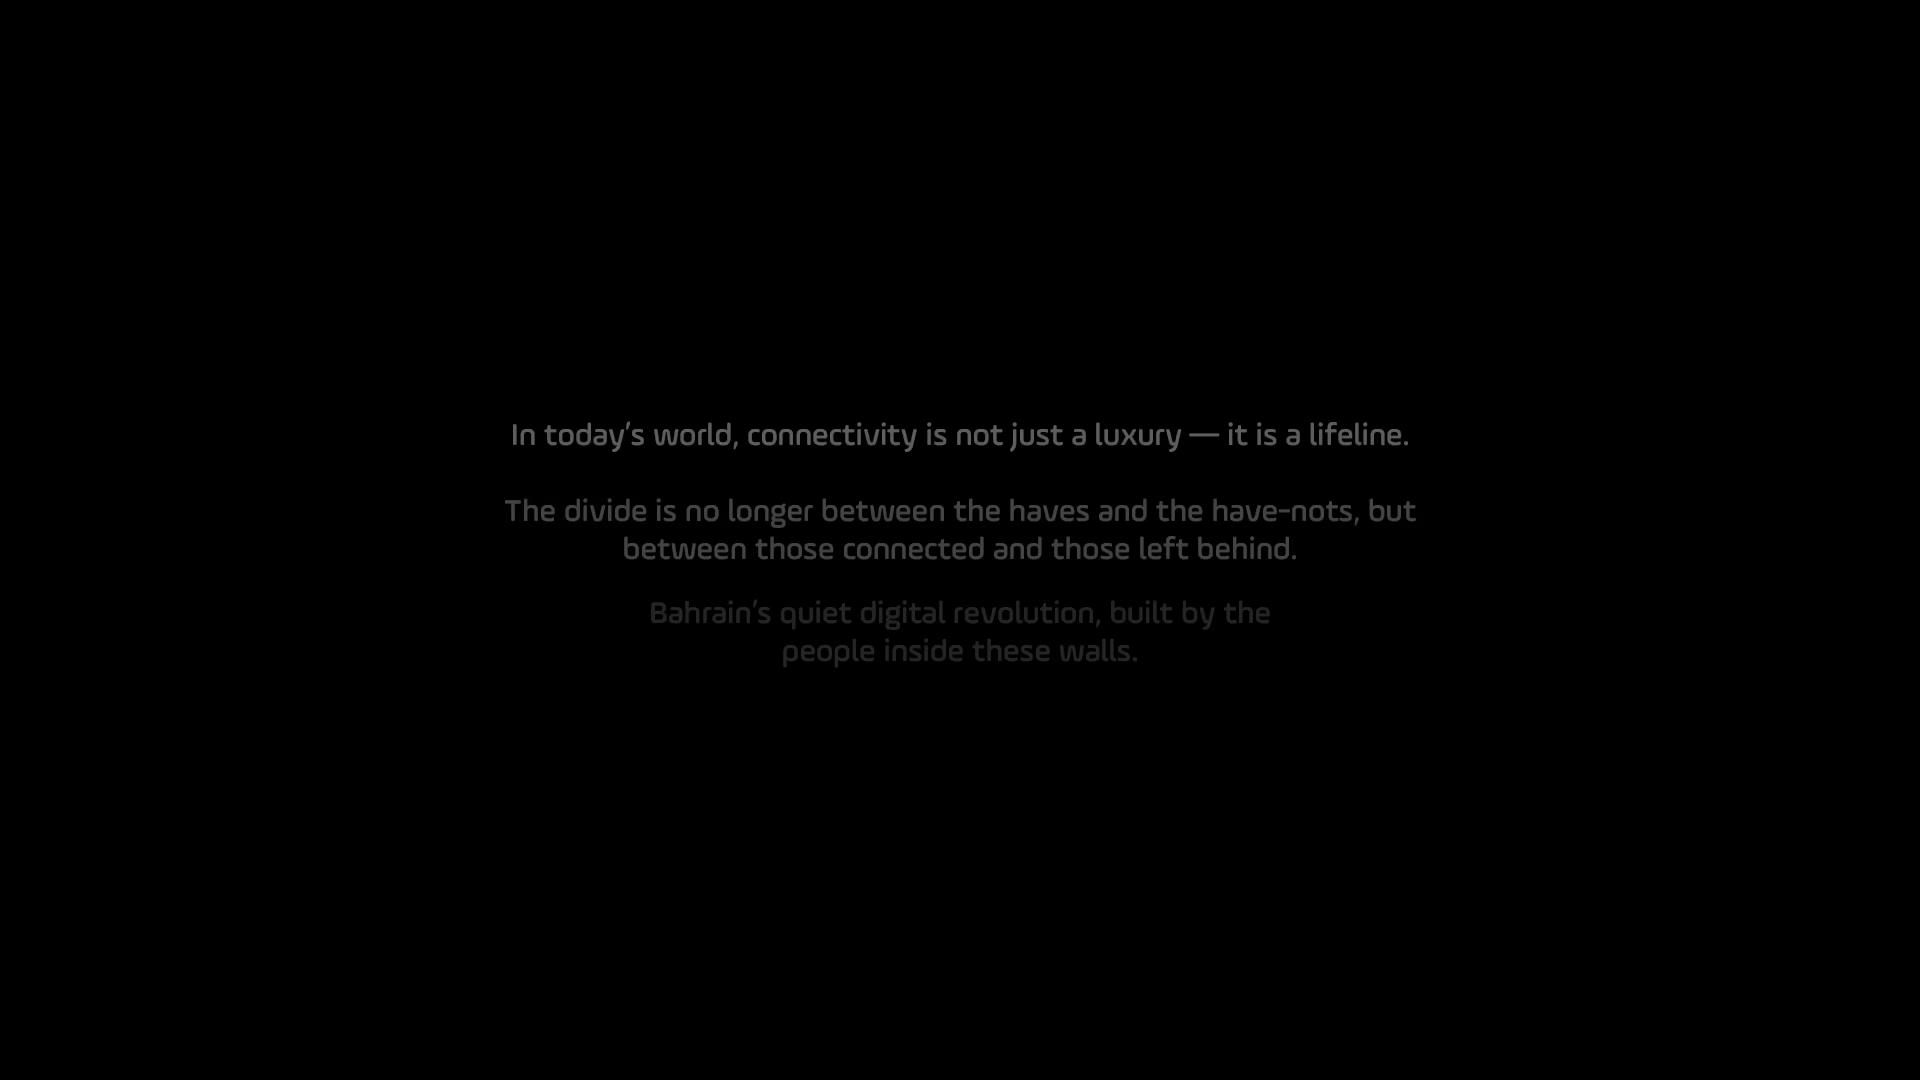 In today’s world, connectivity is not just a luxury — it is a lifeline.
The divide is no longer between the haves and the have-nots, but
between those connected and those left behind.
Bahrain’s quiet digital revolution, built by the
people inside these walls.